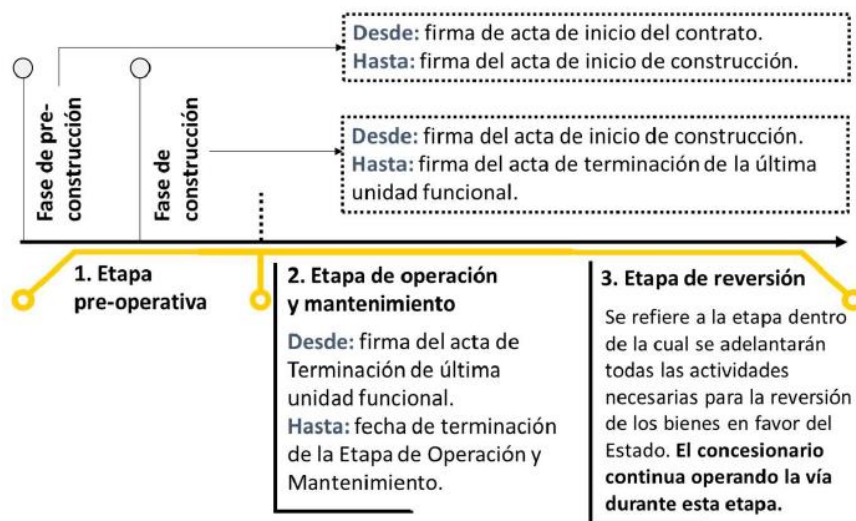 Desde: firma de acta de inicio del contrato.
Hasta: firma del acta de inicio de construcción.
Fase de pre-
construcción
Fase de
construcción
Desde: firma del acta de inicio de construcción.
Hasta: firma del acta de terminación de la última
unidad funcional.
1. Etapa
pre-operativa
2. Etapa de operación
y mantenimiento
Desde: firma del acta de
Terminación de última
unidad funcional.
Hasta: fecha de terminación
de la Etapa de Operación y
Mantenimiento.
3. Etapa de reversión
Se refiere a la etapa dentro
de la cual se adelantarán
todas las actividades
necesarias para la reversión
de los bienes en favor del
Estado. El concesionario
continua operando la vía
durante esta etapa.